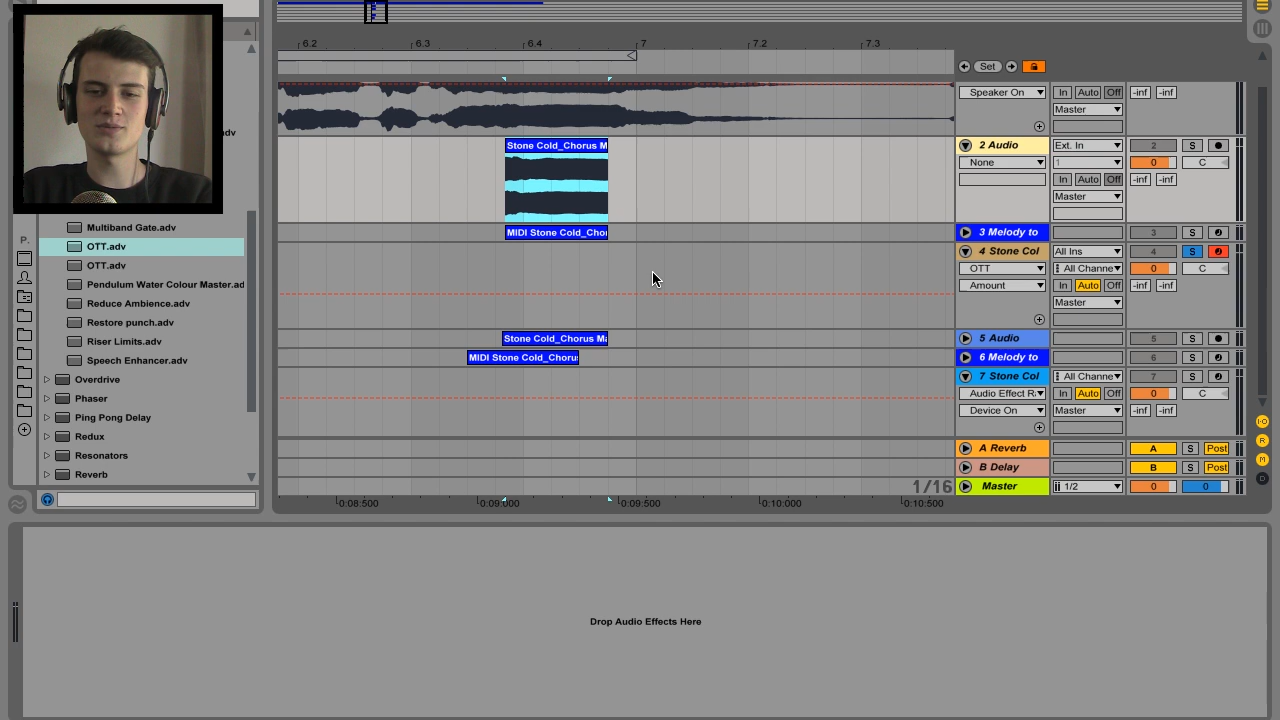 6.2 6.3 6.4 7 7.2 7.3
Set
dv
Speaker On In Auto Off -inf -inf
Master
Stone Cold_Chorus M 2 Audio Ext. In 2 S
None 1 0 C
In Auto Off -inf -inf
Master
Multiband Gate.adv
MIDI Stone Cold_Chor 3 Melody to 3
P.
OTT.adv
4 Stone Col All Ins 4 S
OTT.adv
OTT All Channe 0 C
Pendulum Water Colour Master.ad
Amount In Auto Off -inf -inf
Reduce Ambience.adv
Master
Restore punch.adv
Riser Limits.adv
Stone Cold_Chorus Ma 5 Audio 5 S
Speech Enhancer.adv
MIDI Stone Cold_Chorus 6 Melody to 6 S
Overdrive
7 Stone Col All Channe 7 S
Phaser
Audio Effect R In Auto Off 0 C
Ping Pong Delay
Device On Master -inf -inf
Redux
Resonators
A Reverb A S Post
Reverb
B Delay B S Post
1/16 Master 1/2 0 0
0:08:500 0:09:000 0:09:500 0:10:000 0:10:500
Drop Audio Effects Here